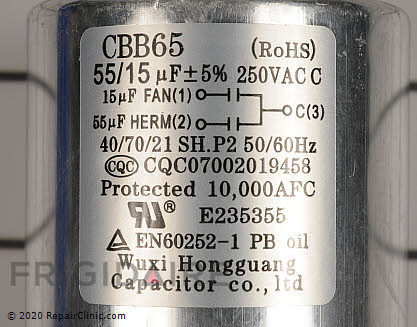 CBB65 (RoHS)
55/15 μF±5% 250VAC C
15μF FAN(1)
C(3)
55μF HERM(2)
40/70/21 SH.P2 50/60Hz
CQC CQC07002019458
Protected 10,000AFC
RU® E235355
EN60252-1 PB oil
Wuxi Hongguang
FRIGIDAIRE
Capacitor co., ltd
© 2020 RepairClinic.com